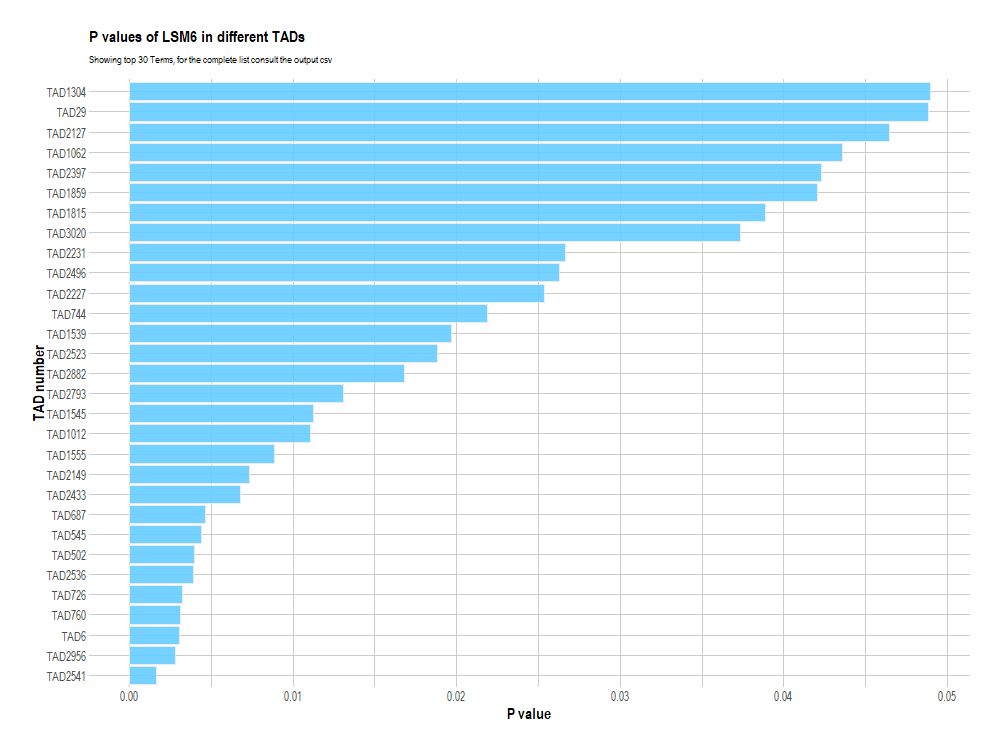 P values of LSM6 in different TADs
Showing top 30 Terms, for the complete list consult the output csv
TAD1304
TAD29
TAD2127
TAD1062
TAD2397
TAD1859
TAD1815
TAD3020
TAD2231
TAD2496
TAD2227
TAD744
TAD1539
TAD2523
TAD2882
TAD2793
TAD1545
TAD1012
TAD1555
TAD2149
TAD2433
TAD687
TAD545
TAD502
TAD2536
TAD726
TAD760
TAD6
TAD2956
TAD2541
TAD number
0.00 0.01 0.02 0.03 0.04 0.05
P value